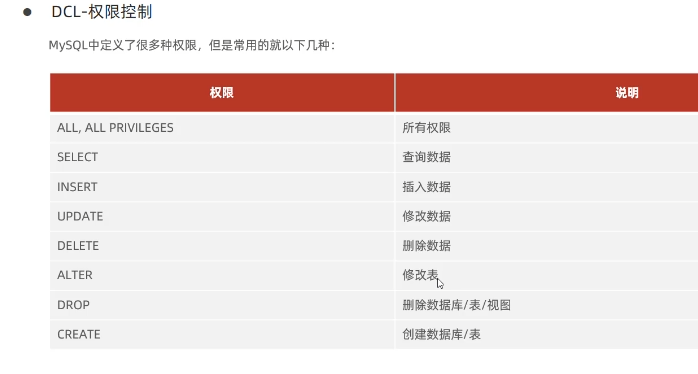 DCL-权限控制
MySQL中定义了很多种权限，但是常用的就以下几种：
权限 说明
ALL, ALL PRIVILEGES 所有权限
SELECT 查询数据
INSERT 插入数据
UPDATE 修改数据
DELETE 删除数据
ALTER 修改表
DROP 删除数据库/表/视图
CREATE 创建数据库/表